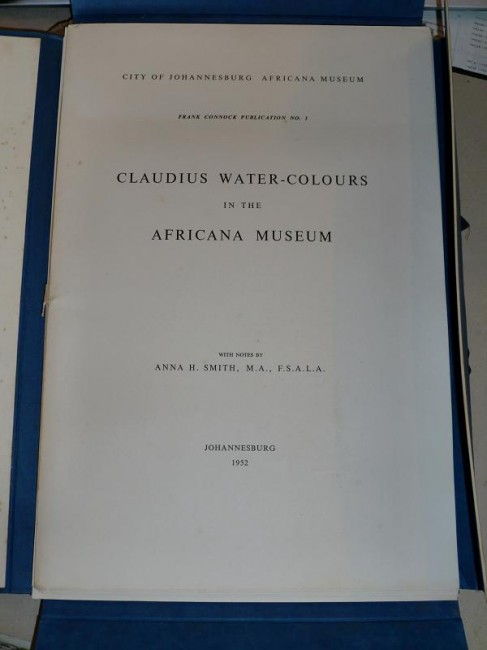 CITY OF JOHANNESBURG AFRICANA MUSEUM
FRANK CONNOCK PUBLICATION NO. 1
CLAUDIUS WATER-COLOURS
IN THE
AFRICANA MUSEUM
WITH NOTES BY
ANNA H. SMITH, M.A., F.S.A.L.A.
JOHANNESBURG
1952